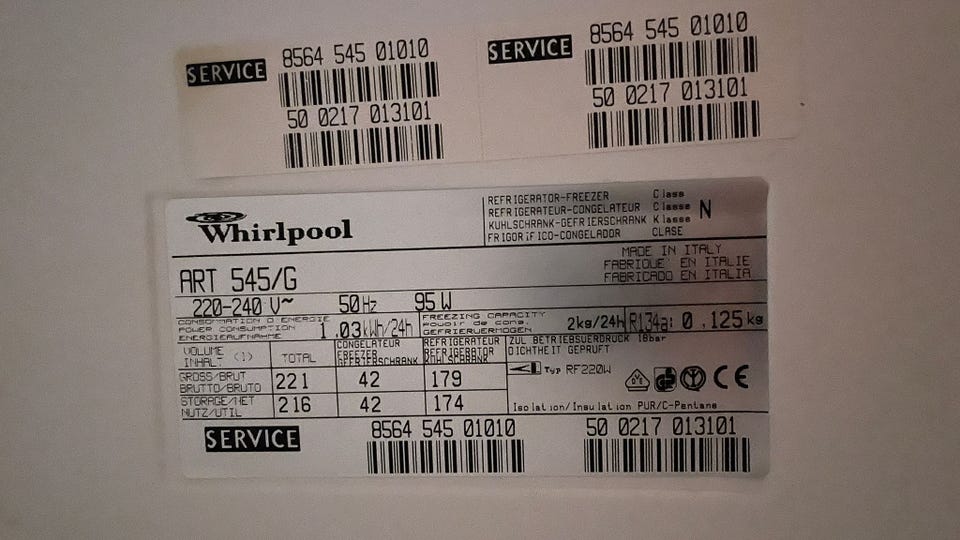 SERVICE
8564 545 01010
50 0217 013101
SERVICE
8564 545 01010
50 0217 013101
Whirlpool
REFRIGERATOR-FREEZER Class
REFRIGERATEUR-CONGELATEUR Classe N
KUHLSCHRANK-GEFRIERSCHRANK Klasse
FRIGORIFICO-CONGELADOR CLASE
MADE IN ITALY
FABRIQUE' EN ITALIE
FABRICADO EN ITALIA
ART 545/G
220-240 V~ 50 Hz 95 W
CONSOMMATION D ENERGIE
POWER CONSUMPTION
ENERGIEAUFNAHME
1.03kWh/24h
FREEZING CAPACITY
Pouvoir de cong.
GEFRIERVERMOGEN
2kg/24h
R134a: 0.125kg
VOLUME
INHALT (l)
TOTAL
CONGELATEUR
FREEZER
GEFRIERSCHRANK
REFRIGERATEUR
REFRIGERATOR
KUHLSCHRANK
ZUL BETRIEBSUERDRUCK 16bar
DICHTHEIT GEPRUFT
GROSS/BRUT
BRUTTO/BRUTO
221 42 179
STORAGE/NET
NUTZ/UTIL
216 42 174
Typ RF220W
CE
Isolation/Insulation PUR/C-Pentane
SERVICE
8564 545 01010
50 0217 013101